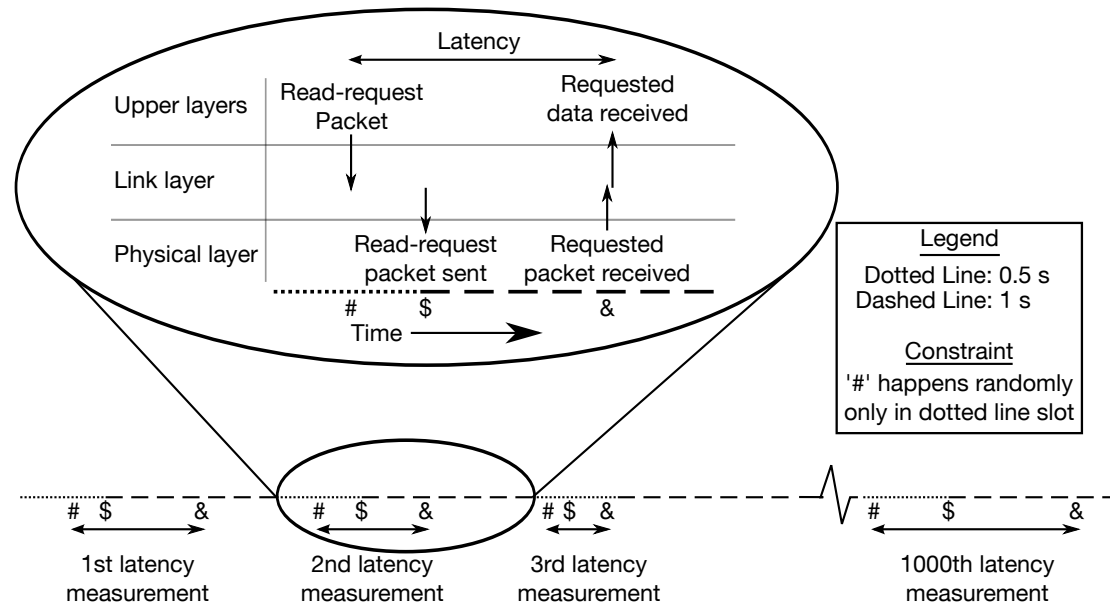 Latency
Upper layers
Read-request
Packet
Requested
data received
Link layer
Physical layer
Read-request
packet sent
Requested
packet received
# $ &
Time
Legend
Dotted Line: 0.5 s
Dashed Line: 1 s
Constraint
'#' happens randomly
only in dotted line slot
# $ & # $ & # $ & # $ &
1st latency
measurement
2nd latency
measurement
3rd latency
measurement
1000th latency
measurement